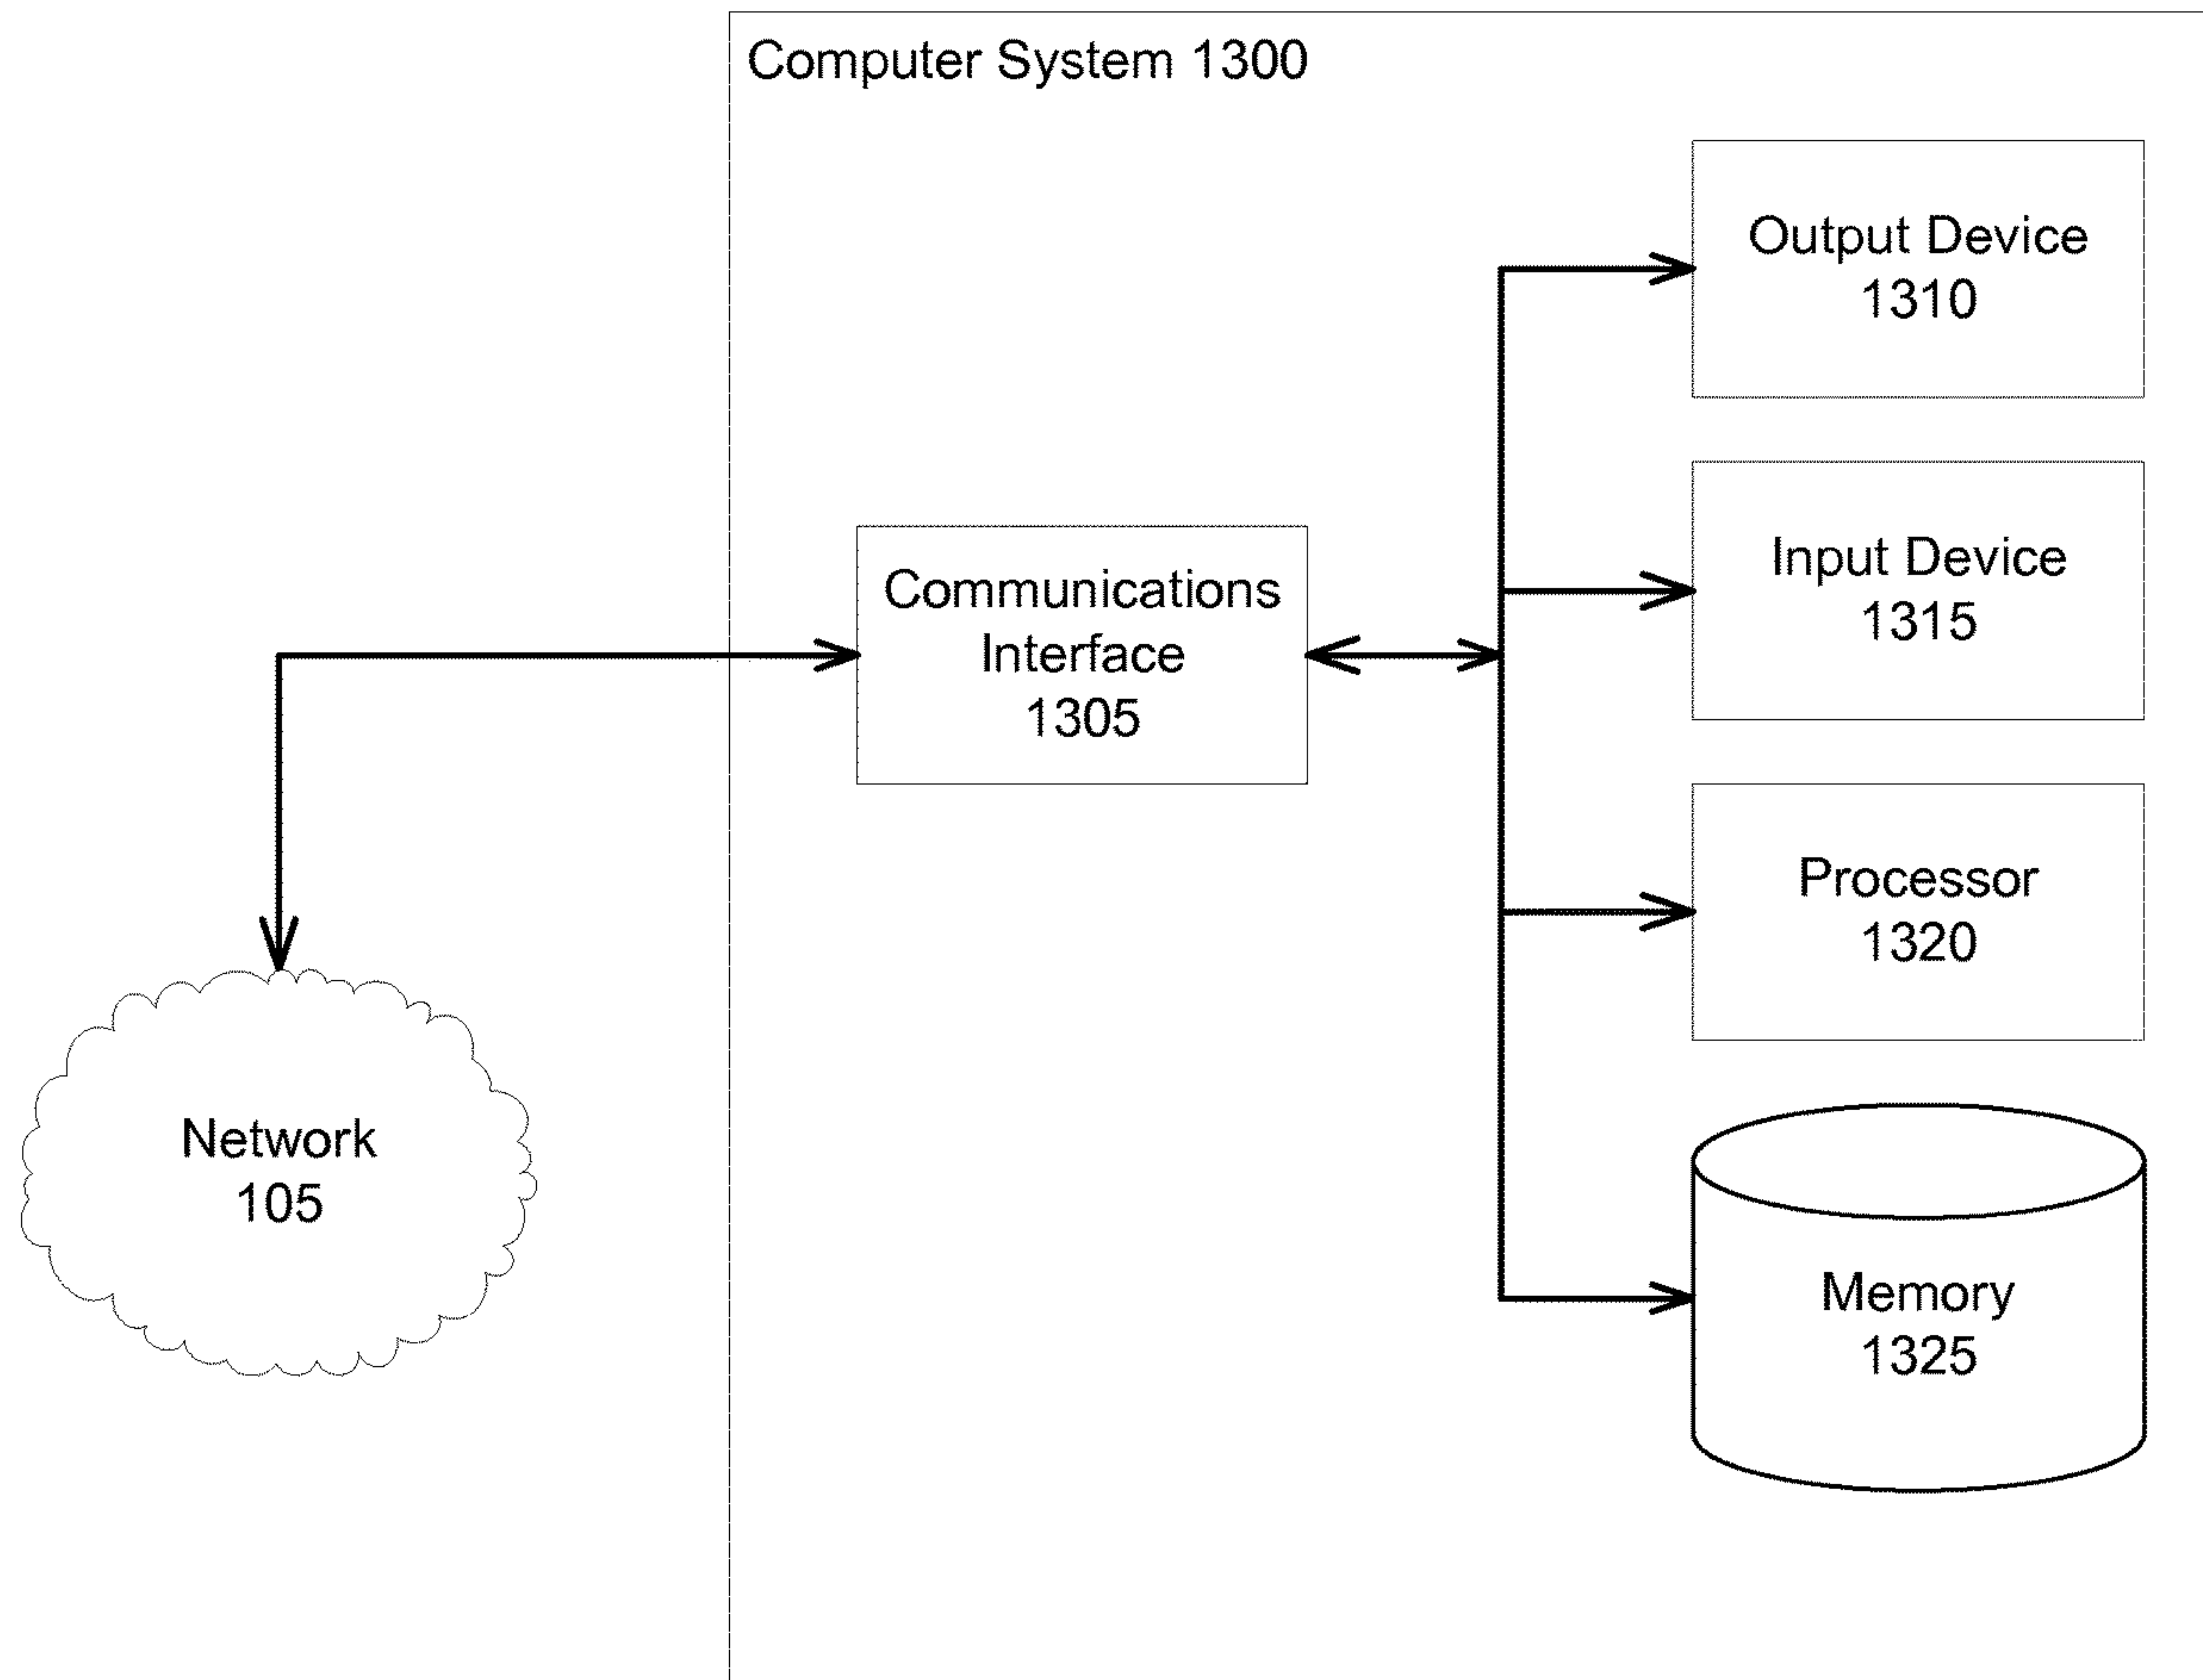 Computer System 1300
Output Device
1310
Input Device
1315
Communications
Interface
1305
Processor
1320
Network
105
Memory
1325